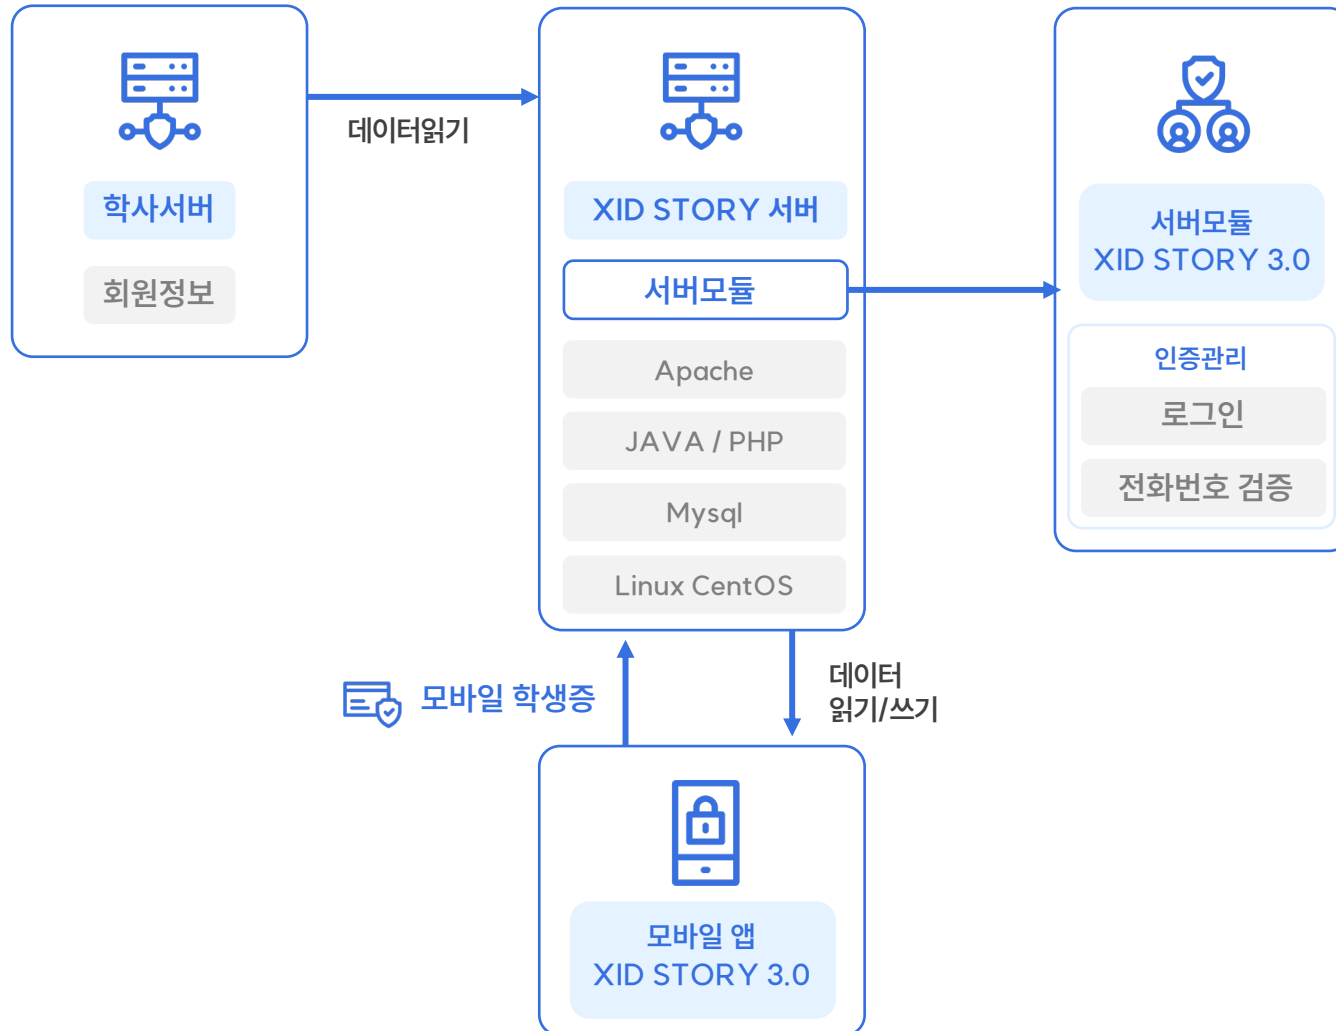 학사서버
회원정보
데이터읽기
XID STORY 서버
서버모듈
Apache
JAVA / PHP
Mysql
Linux CentOS
서버모듈
XID STORY 3.0
인증관리
로그인
전화번호 검증
모바일 학생증
데이터
읽기/쓰기
모바일 앱
XID STORY 3.0